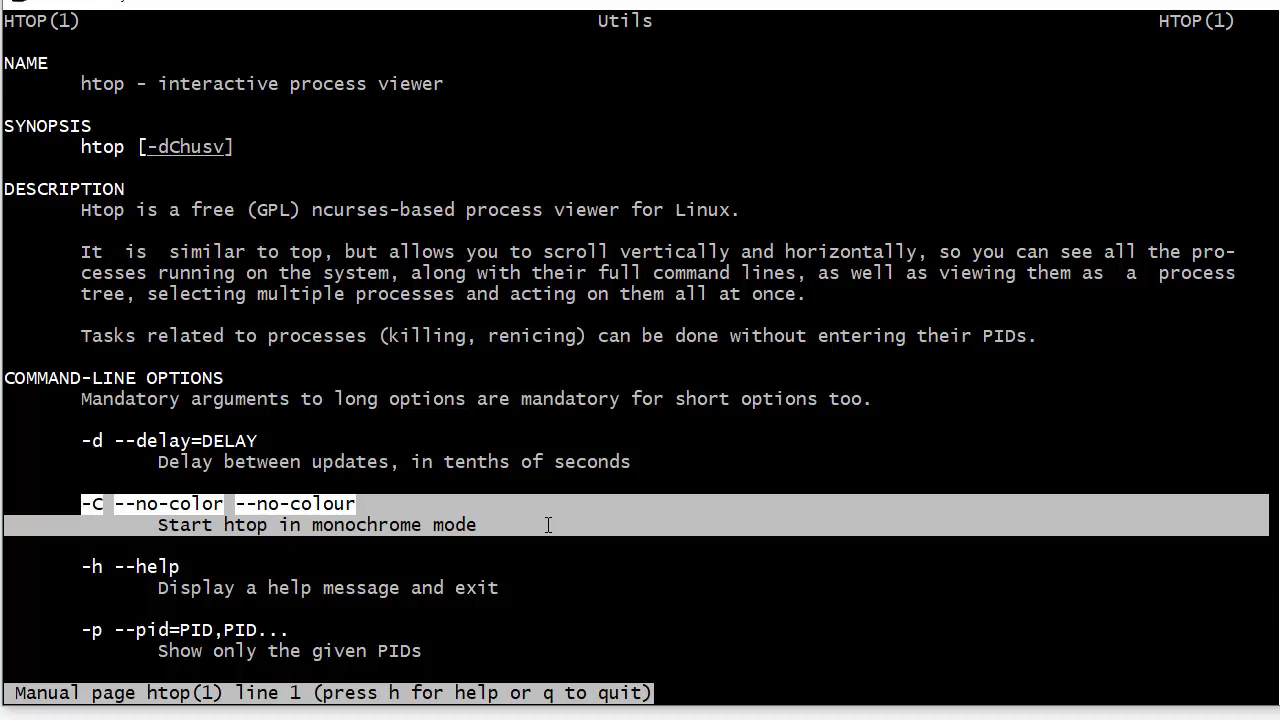 HTOP(1) Utils HTOP(1)
NAME
htop - interactive process viewer
SYNOPSIS
htop [-dChusv]
DESCRIPTION
Htop is a free (GPL) ncurses-based process viewer for Linux.
It is similar to top, but allows you to scroll vertically and horizontally, so you can see all the pro-
cesses running on the system, along with their full command lines, as well as viewing them as a process
tree, selecting multiple processes and acting on them all at once.
Tasks related to processes (killing, renicing) can be done without entering their PIDs.
COMMAND-LINE OPTIONS
Mandatory arguments to long options are mandatory for short options too.
-d --delay=DELAY
Delay between updates, in tenths of seconds
-C --no-color --no-colour
Start htop in monochrome mode
-h --help
Display a help message and exit
-p --pid=PID,PID...
Show only the given PIDs
Manual page htop(1) line 1 (press h for help or q to quit)